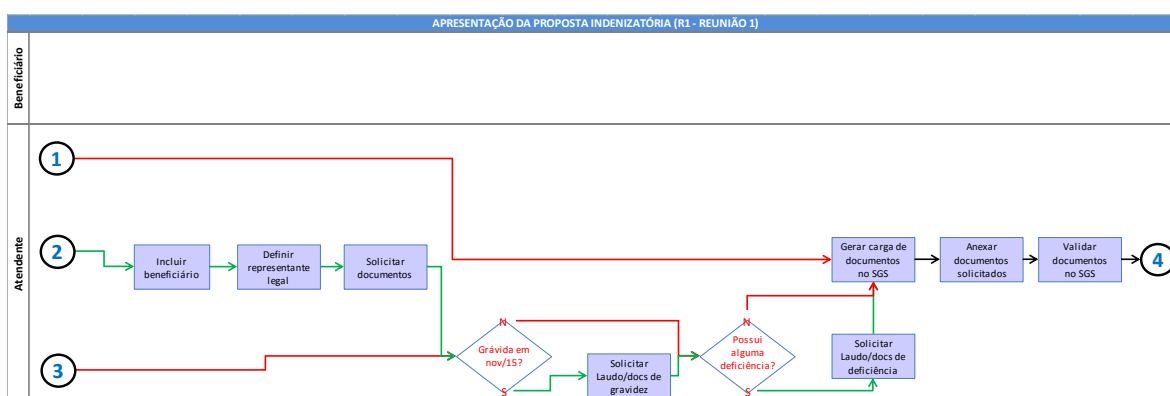 APRESENTAÇÃO DA PROPOSTA INDENIZATÓRIA (R1 - REUNIÃO 1)
Beneficiário
Atendente
1
2
Incluir
beneficiário
Definir
representante
legal
Solicitar
documentos
Gerar carga de
documentos
no SGS
Anexar
documentos
solicitados
Validar
documentos
no SGS
4
3
N
Grávida em
nov/15?
S
Solicitar
Laudo/docs de
gravidez
N
Possui
alguma
deficiência?
S
Solicitar
Laudo/docs de
deficiência